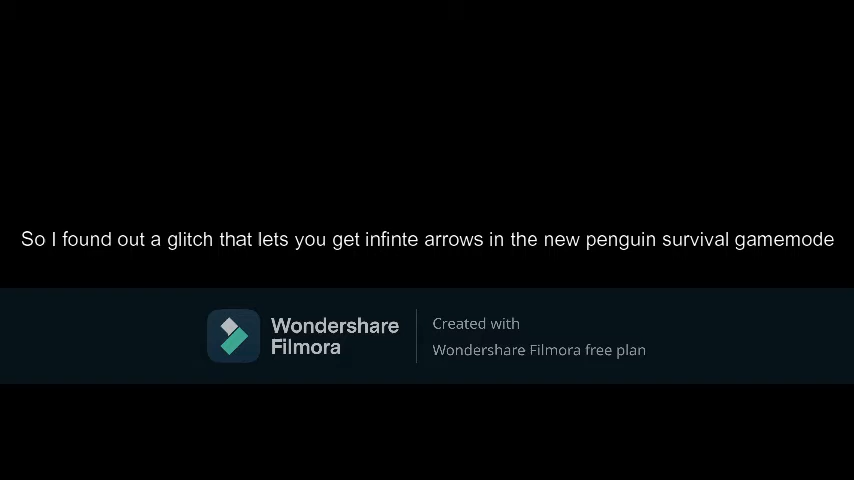 So I found out a glitch that lets you get infinte arrows in the new penguin survival gamemode
Wondershare
Filmora
Created with
Wondershare Filmora free plan